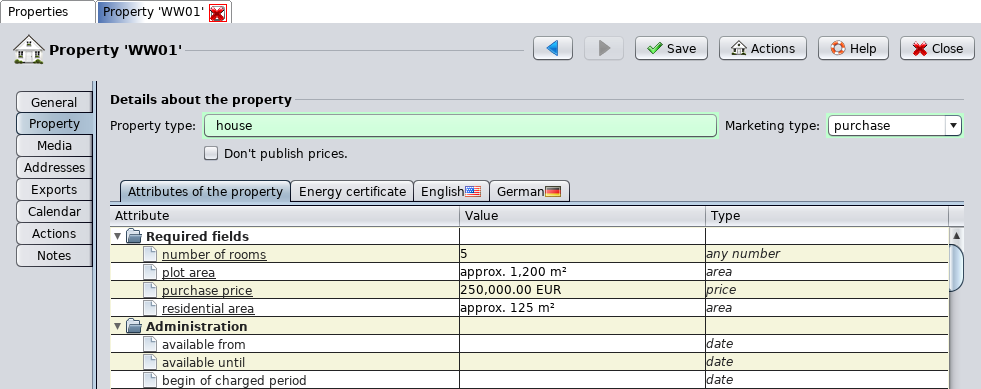 Properties Property 'WW01'
Property 'WW01' Save Actions Help Close
General
Property
Media
Addresses
Exports
Calendar
Actions
Notes
Details about the property
Property type: house Marketing type: purchase
Don't publish prices.
Attributes of the property Energy certificate English German
Attribute Value Type
Required fields
number of rooms 5 any number
plot area approx. 1,200 m² area
purchase price 250,000.00 EUR price
residential area approx. 125 m² area
Administration
available from date
available until date
begin of charged period date